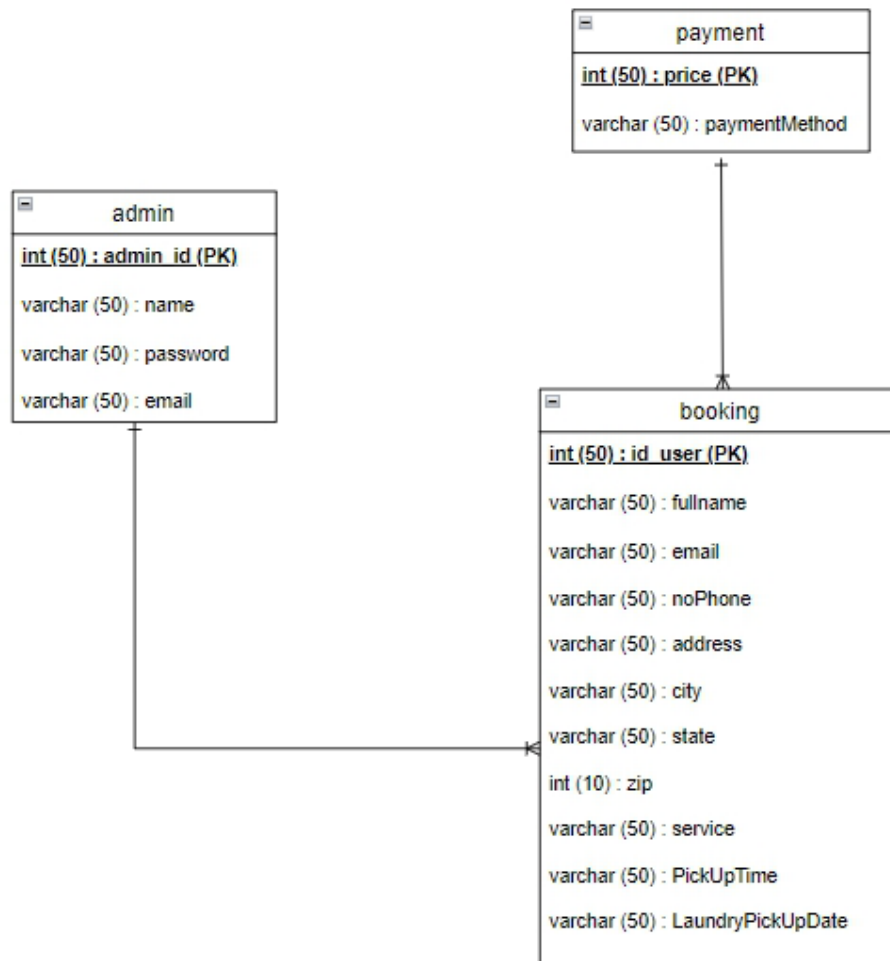 payment
int (50) : price (PK)
varchar (50) : paymentMethod
admin
int (50) : admin_id (PK)
varchar (50) : name
varchar (50) : password
varchar (50) : email
booking
int (50) : id_user (PK)
varchar (50) : fullname
varchar (50) : email
varchar (50) : noPhone
varchar (50) : address
varchar (50) : city
varchar (50) : state
int (10) : zip
varchar (50) : service
varchar (50) : PickUpTime
varchar (50) : LaundryPickUpDate